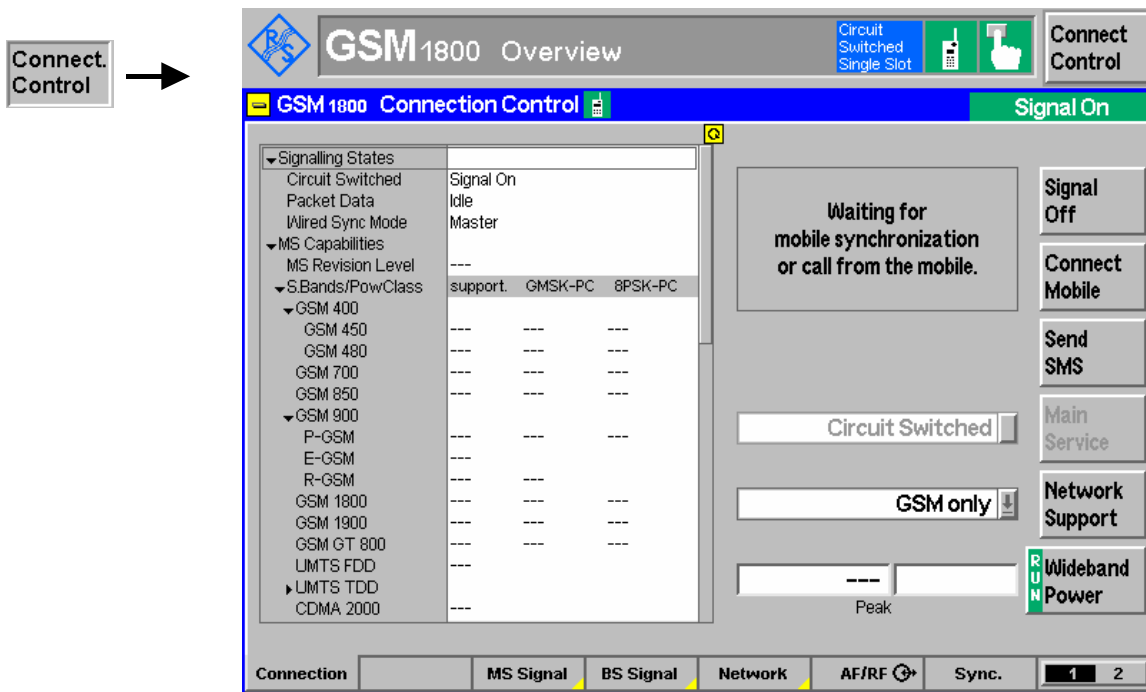 Connect.
Control
R S
GSM 1800 Overview
Circuit
Switched
Single Slot
Connect
Control
GSM 1800 Connection Control
Signal On
Signalling States
Circuit Switched Signal On
Packet Data Idle
Wired Sync Mode Master
MS Capabilities
MS Revision Level ---
S.Bands/PowClass support. GMSK-PC 8PSK-PC
GSM 400
GSM 450 --- --- ---
GSM 480 --- --- ---
GSM 700 --- --- ---
GSM 850 --- --- ---
GSM 900
P-GSM --- --- ---
E-GSM --- ---
R-GSM --- ---
GSM 1800 --- --- ---
GSM 1900 --- --- ---
GSM GT 800 --- --- ---
UMTS FDD ---
UMTS TDD
CDMA 2000 ---
Waiting for
mobile synchronization
or call from the mobile.
Signal
Off
Connect
Mobile
Send
SMS
Circuit Switched
Main
Service
GSM only
Network
Support
---
Peak
RUN
Wideband
Power
Connection MS Signal BS Signal Network AF/RF Sync. 1 2